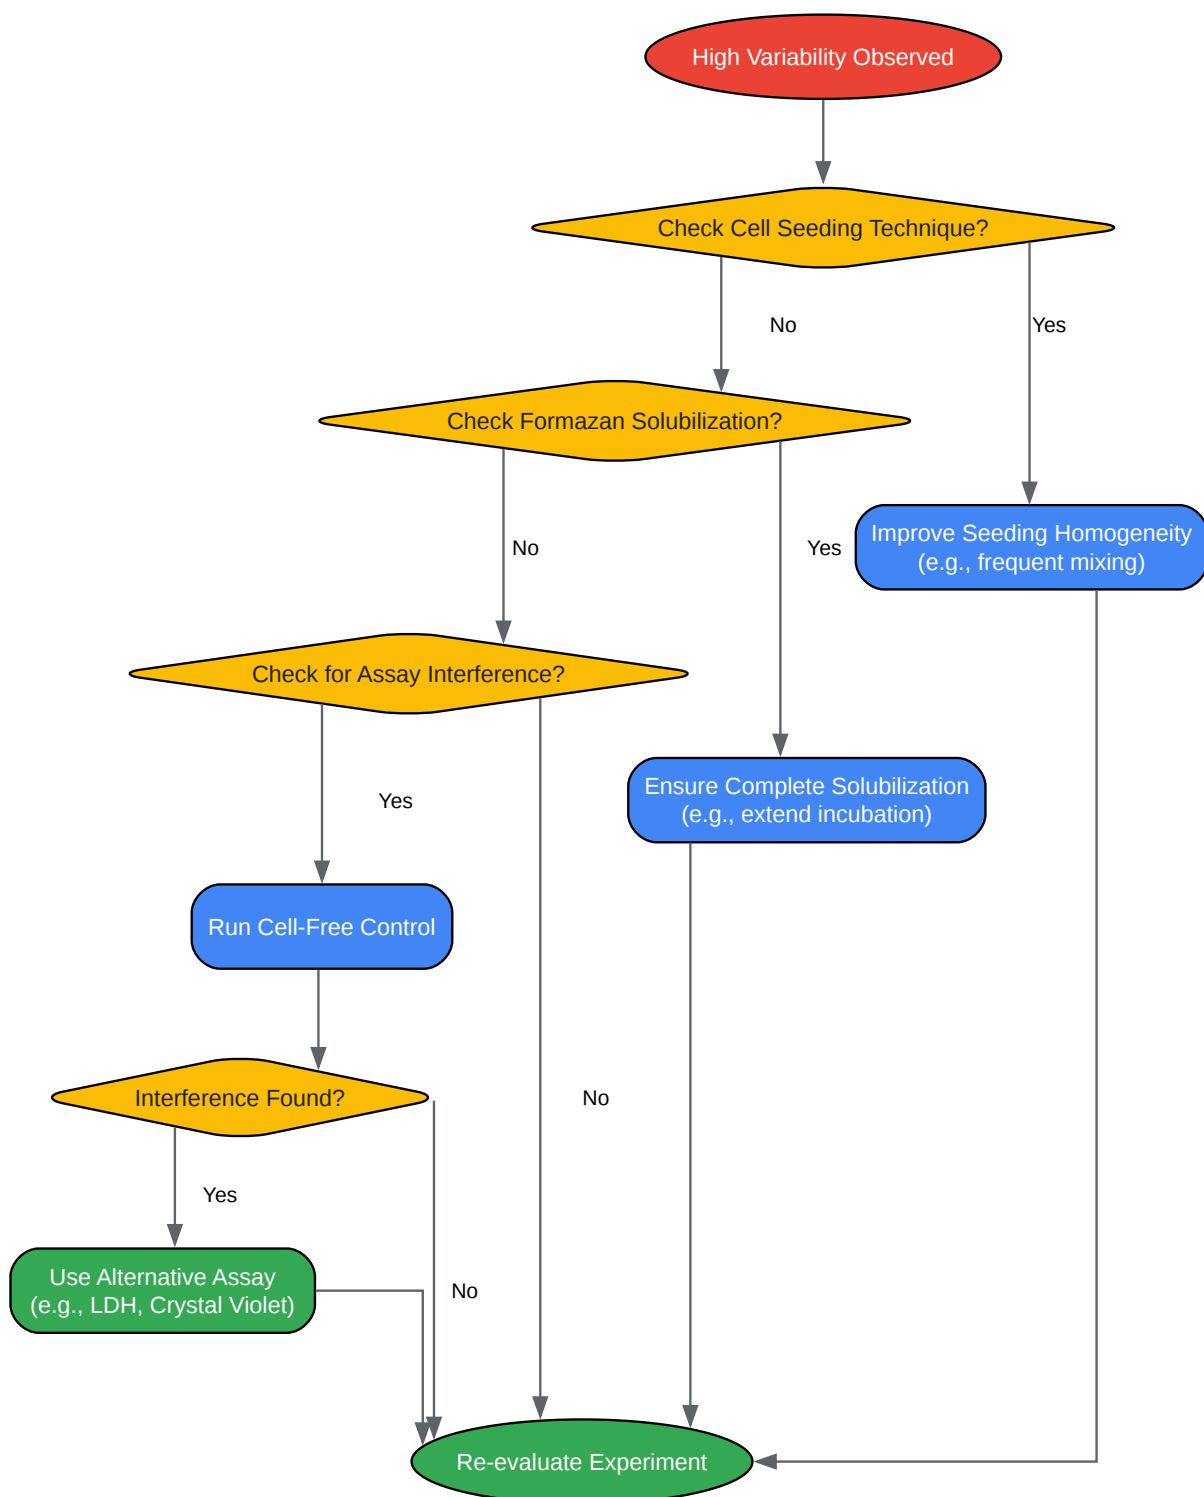 High Variability Observed
Check Cell Seeding Technique?
No
Yes
Check Formazan Solubilization?
No
Yes
Improve Seeding Homogeneity
(e.g., frequent mixing)
Check for Assay Interference?
Yes
Ensure Complete Solubilization
(e.g., extend incubation)
Run Cell-Free Control
Interference Found?
No
Yes
Use Alternative Assay
(e.g., LDH, Crystal Violet)
No
Re-evaluate Experiment